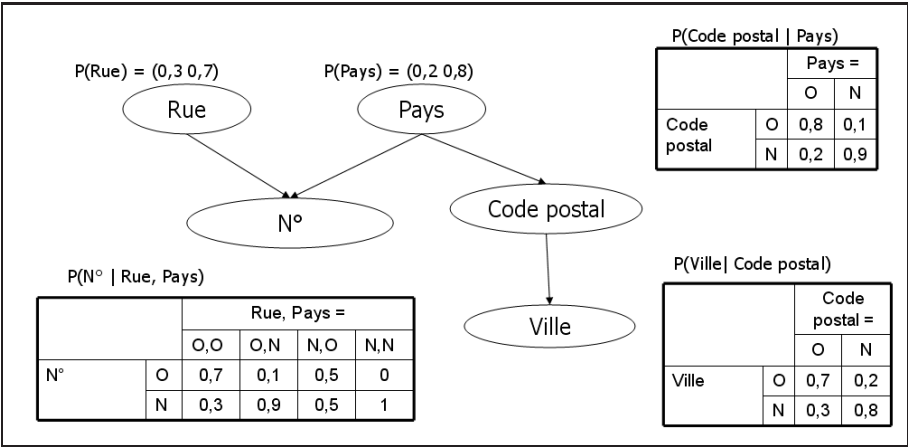 P(Code postal | Pays)
P(Rue) = (0,3 0,7)
P(Pays) = (0,2 0,8)
Pays =
O N
Rue
Pays
Code postal O 0,8 0,1
N 0,2 0,9
N°
Code postal
P(Ville| Code postal)
P(N° | Rue, Pays)
Code
postal =
Rue, Pays =
Ville
O,O O,N N,O N,N
O N
N° O 0,7 0,1 0,5 0
Ville O 0,7 0,2
N 0,3 0,9 0,5 1
N 0,3 0,8